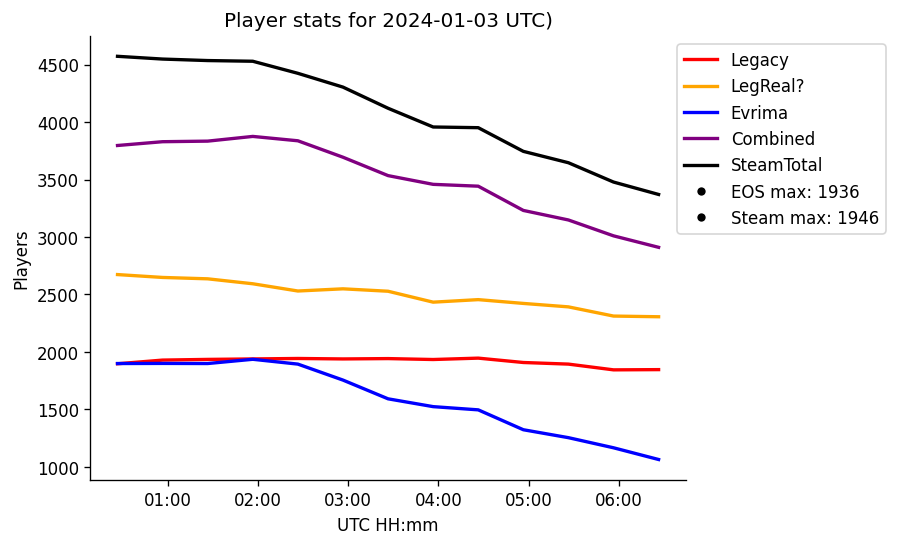 Player stats for 2024-01-03 UTC)
Legacy
LegReal?
Evrima
Combined
SteamTotal
EOS max: 1936
Steam max: 1946
Players
4500
4000
3500
3000
2500
2000
1500
1000
01:00 02:00 03:00 04:00 05:00 06:00
UTC HH:mm